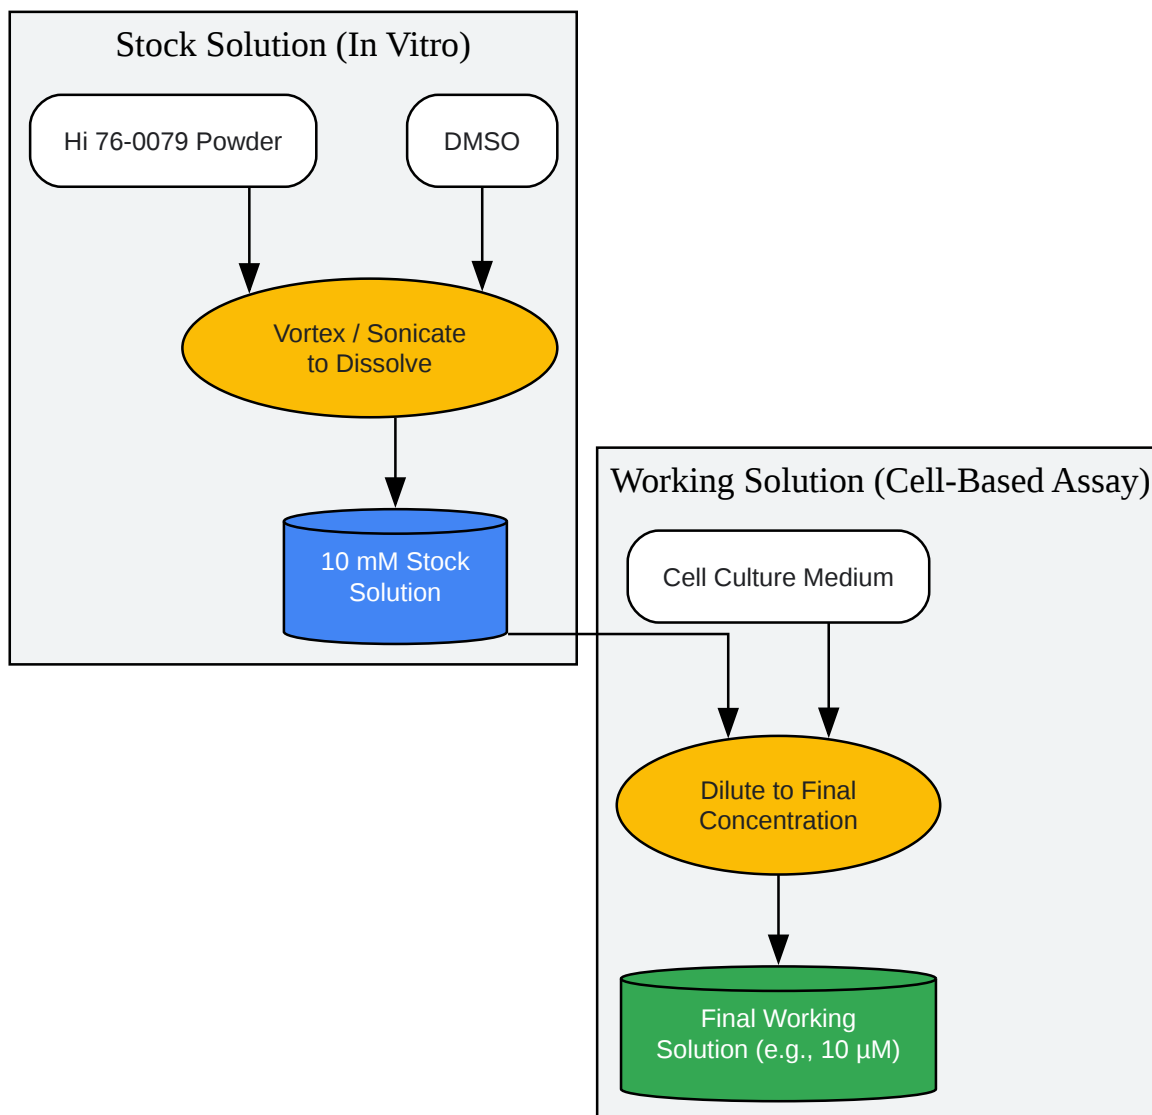 Stock Solution (In Vitro)
Hi 76-0079 Powder
DMSO
Vortex / Sonicate
to Dissolve
10 mM Stock
Solution
Working Solution (Cell-Based Assay)
Cell Culture Medium
Dilute to Final
Concentration
Final Working
Solution (e.g., 10 µM)